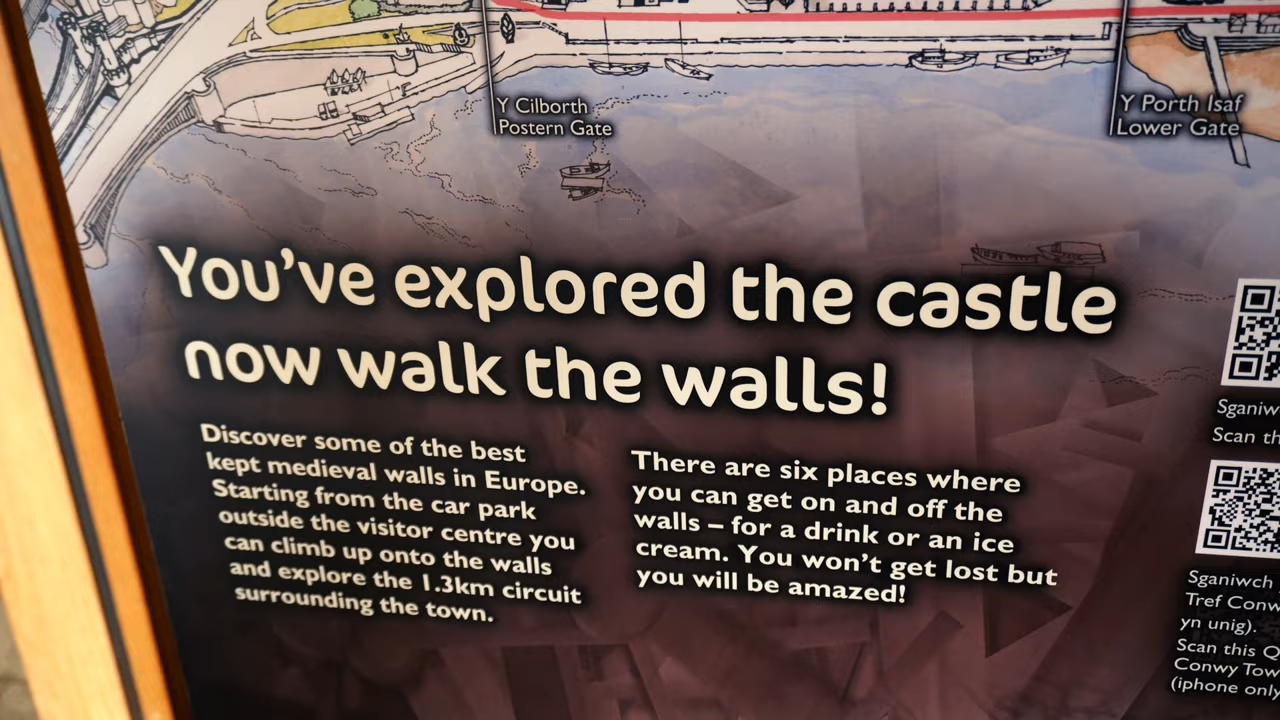 Y Cilborth
Postern Gate
Y Porth Isaf
Lower Gate
You've explored the castle
now walk the walls!
Discover some of the best
kept medieval walls in Europe.
Starting from the car park
outside the visitor centre you
can climb up onto the walls
and explore the 1.3km circuit
surrounding the town.
There are six places where
you can get on and off the
walls – for a drink or an ice
cream. You won't get lost but
you will be amazed!
Sganiw
Scan th
Sganiwch
Tref Conw
yn unig).
Scan this Q
Conwy Tow
(iphone only